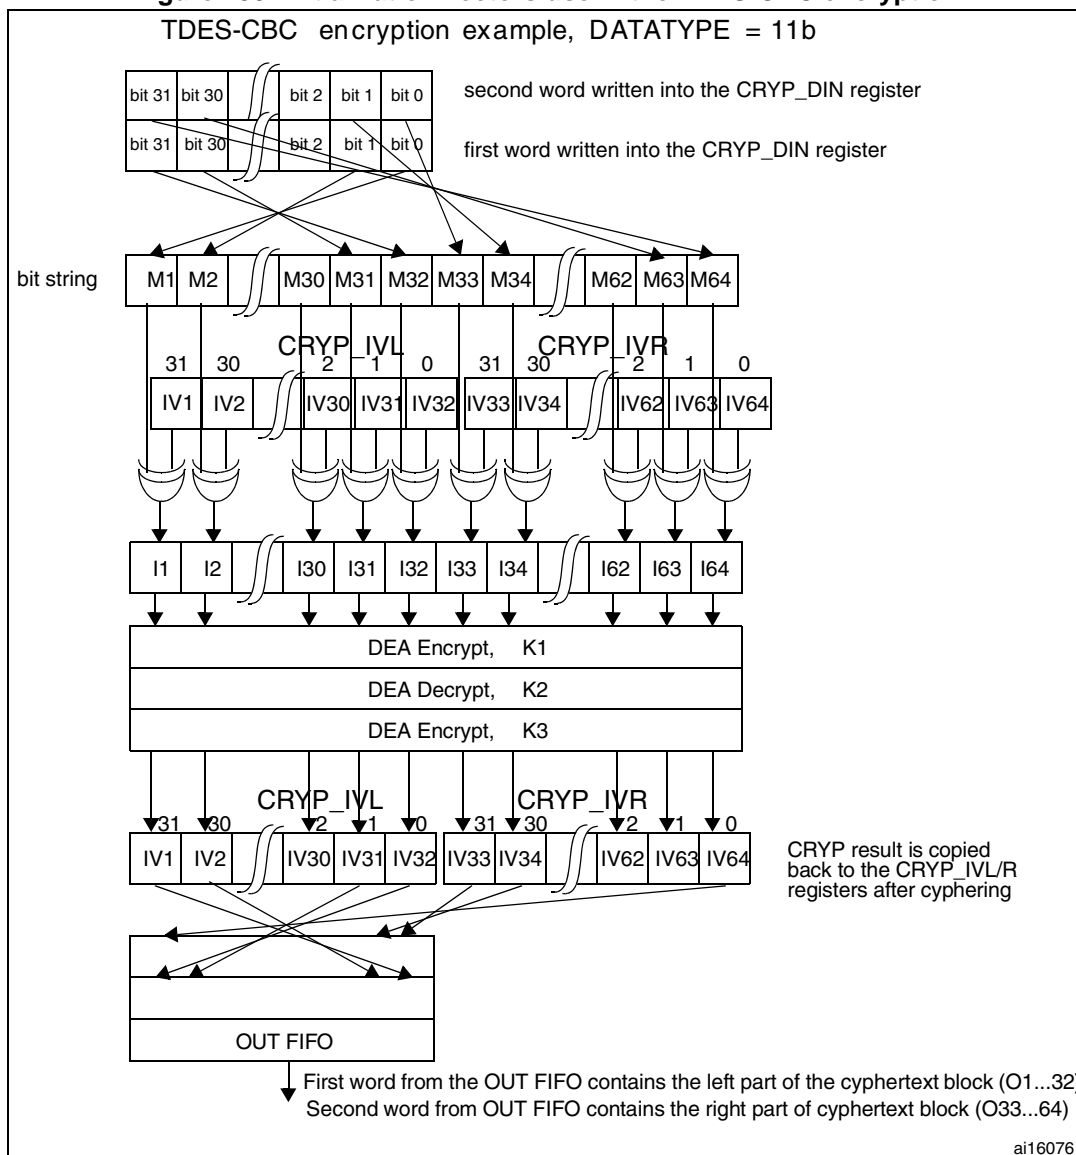 TDES-CBC encryption example, DATATYPE = 11b
bit 31 bit 30 bit 2 bit 1 bit 0 second word written into the CRYP_DIN register
bit 31 bit 30 bit 2 bit 1 bit 0 first word written into the CRYP_DIN register
bit string M1 M2 M30 M31 M32 M33 M34 M62 M63 M64
CRYP_IVL CRYP_IVR
31 30 2 1 0 31 30 2 1 0
IV1 IV2 IV30 IV31 IV32 IV33 IV34 IV62 IV63 IV64
I1 I2 I30 I31 I32 I33 I34 I62 I63 I64
DEA Encrypt, K1
DEA Decrypt, K2
DEA Encrypt, K3
CRYP_IVL CRYP_IVR
31 30 2 1 0 31 30 2 1 0
IV1 IV2 IV30 IV31 IV32 IV33 IV34 IV62 IV63 IV64
CRYP result is copied
back to the CRYP_IVL/R
registers after cyphering
OUT FIFO
First word from the OUT FIFO contains the left part of the cyphertext block (O1...32)
Second word from OUT FIFO contains the right part of cyphertext block (O33...64)
ai16076